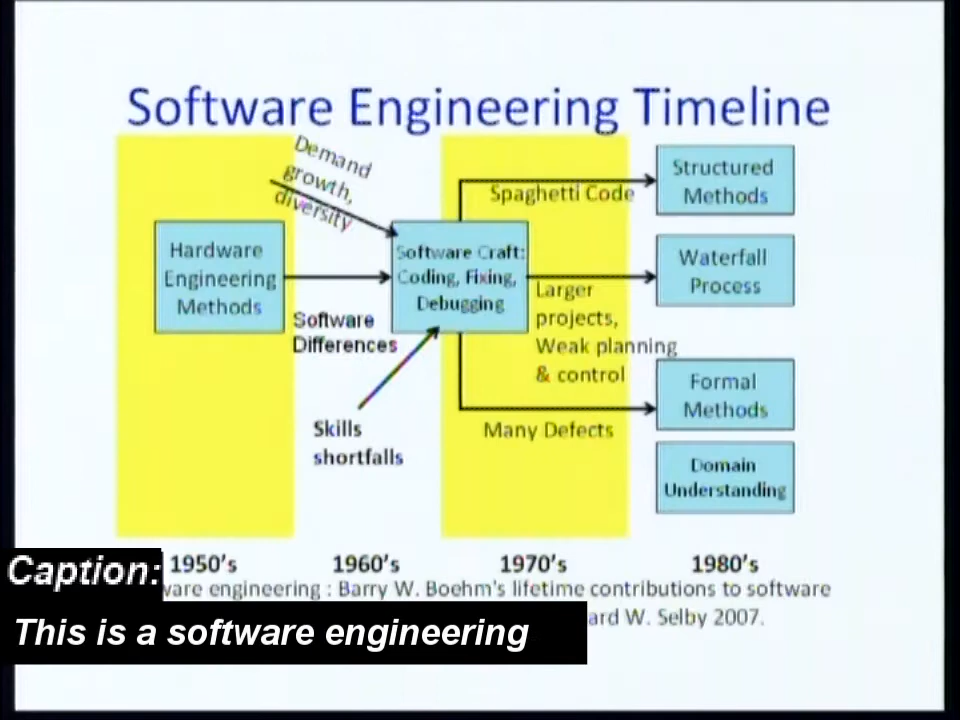 Software Engineering Timeline
Demand
growth,
diversity
Hardware
Engineering
Methods
Software
Differences
Skills
shortfalls
Software Craft:
Coding, Fixing,
Debugging
Spaghetti Code
Larger
projects,
Weak planning
& control
Many Defects
Structured
Methods
Waterfall
Process
Formal
Methods
Domain
Understanding
1950's 1960's 1970's 1980's
engineering : Barry W. Boehm's lifetime contributions to software
W. Selby 2007.
Caption:
This is a software engineering